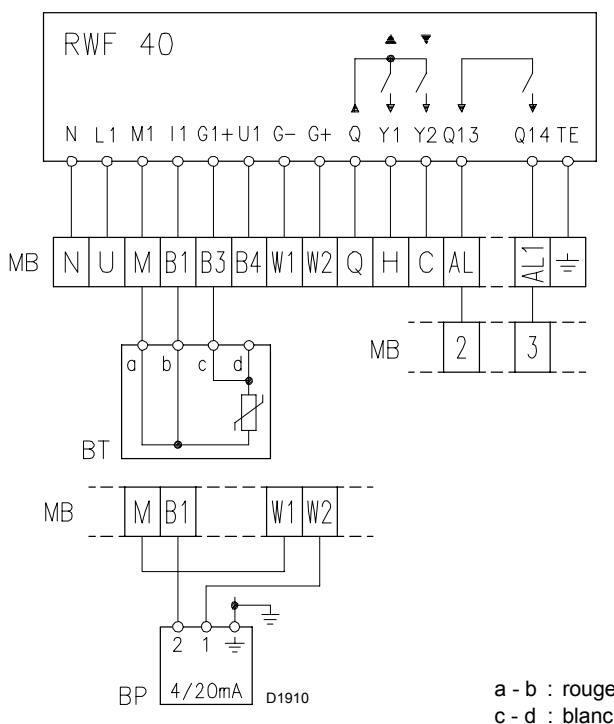 RWF 40
N L1 M1 I1 G1+ U1 G- G+ Q Y1 Y2 Q13 Q14 TE
MB N U M B1 B3 B4 W1 W2 Q H C AL AL1
MB 2 3
a b c d
BT
MB M B1 W1 W2
2 1
BP 4/20mA D1910
a - b : rouge
c - d : blanc